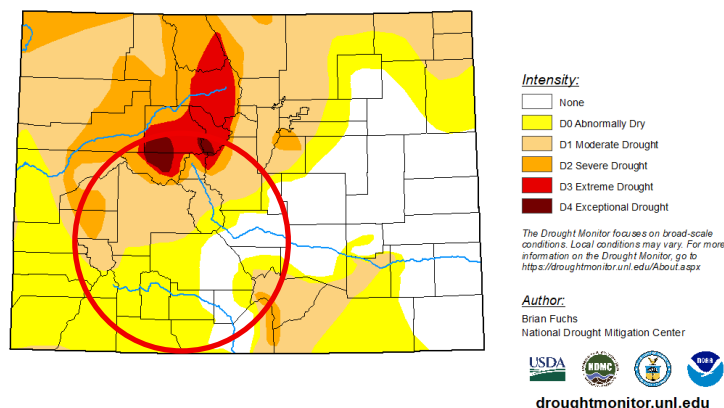 Intensity:
None
D0 Abnormally Dry
D1 Moderate Drought
D2 Severe Drought
D3 Extreme Drought
D4 Exceptional Drought
The Drought Monitor focuses on broad-scale
conditions. Local conditions may vary. For more
information on the Drought Monitor, go to
https://droughtmonitor.unl.edu/About.aspx
Author:
Brian Fuchs
National Drought Mitigation Center
USDA
NDMC
NOAA
droughtmonitor.unl.edu